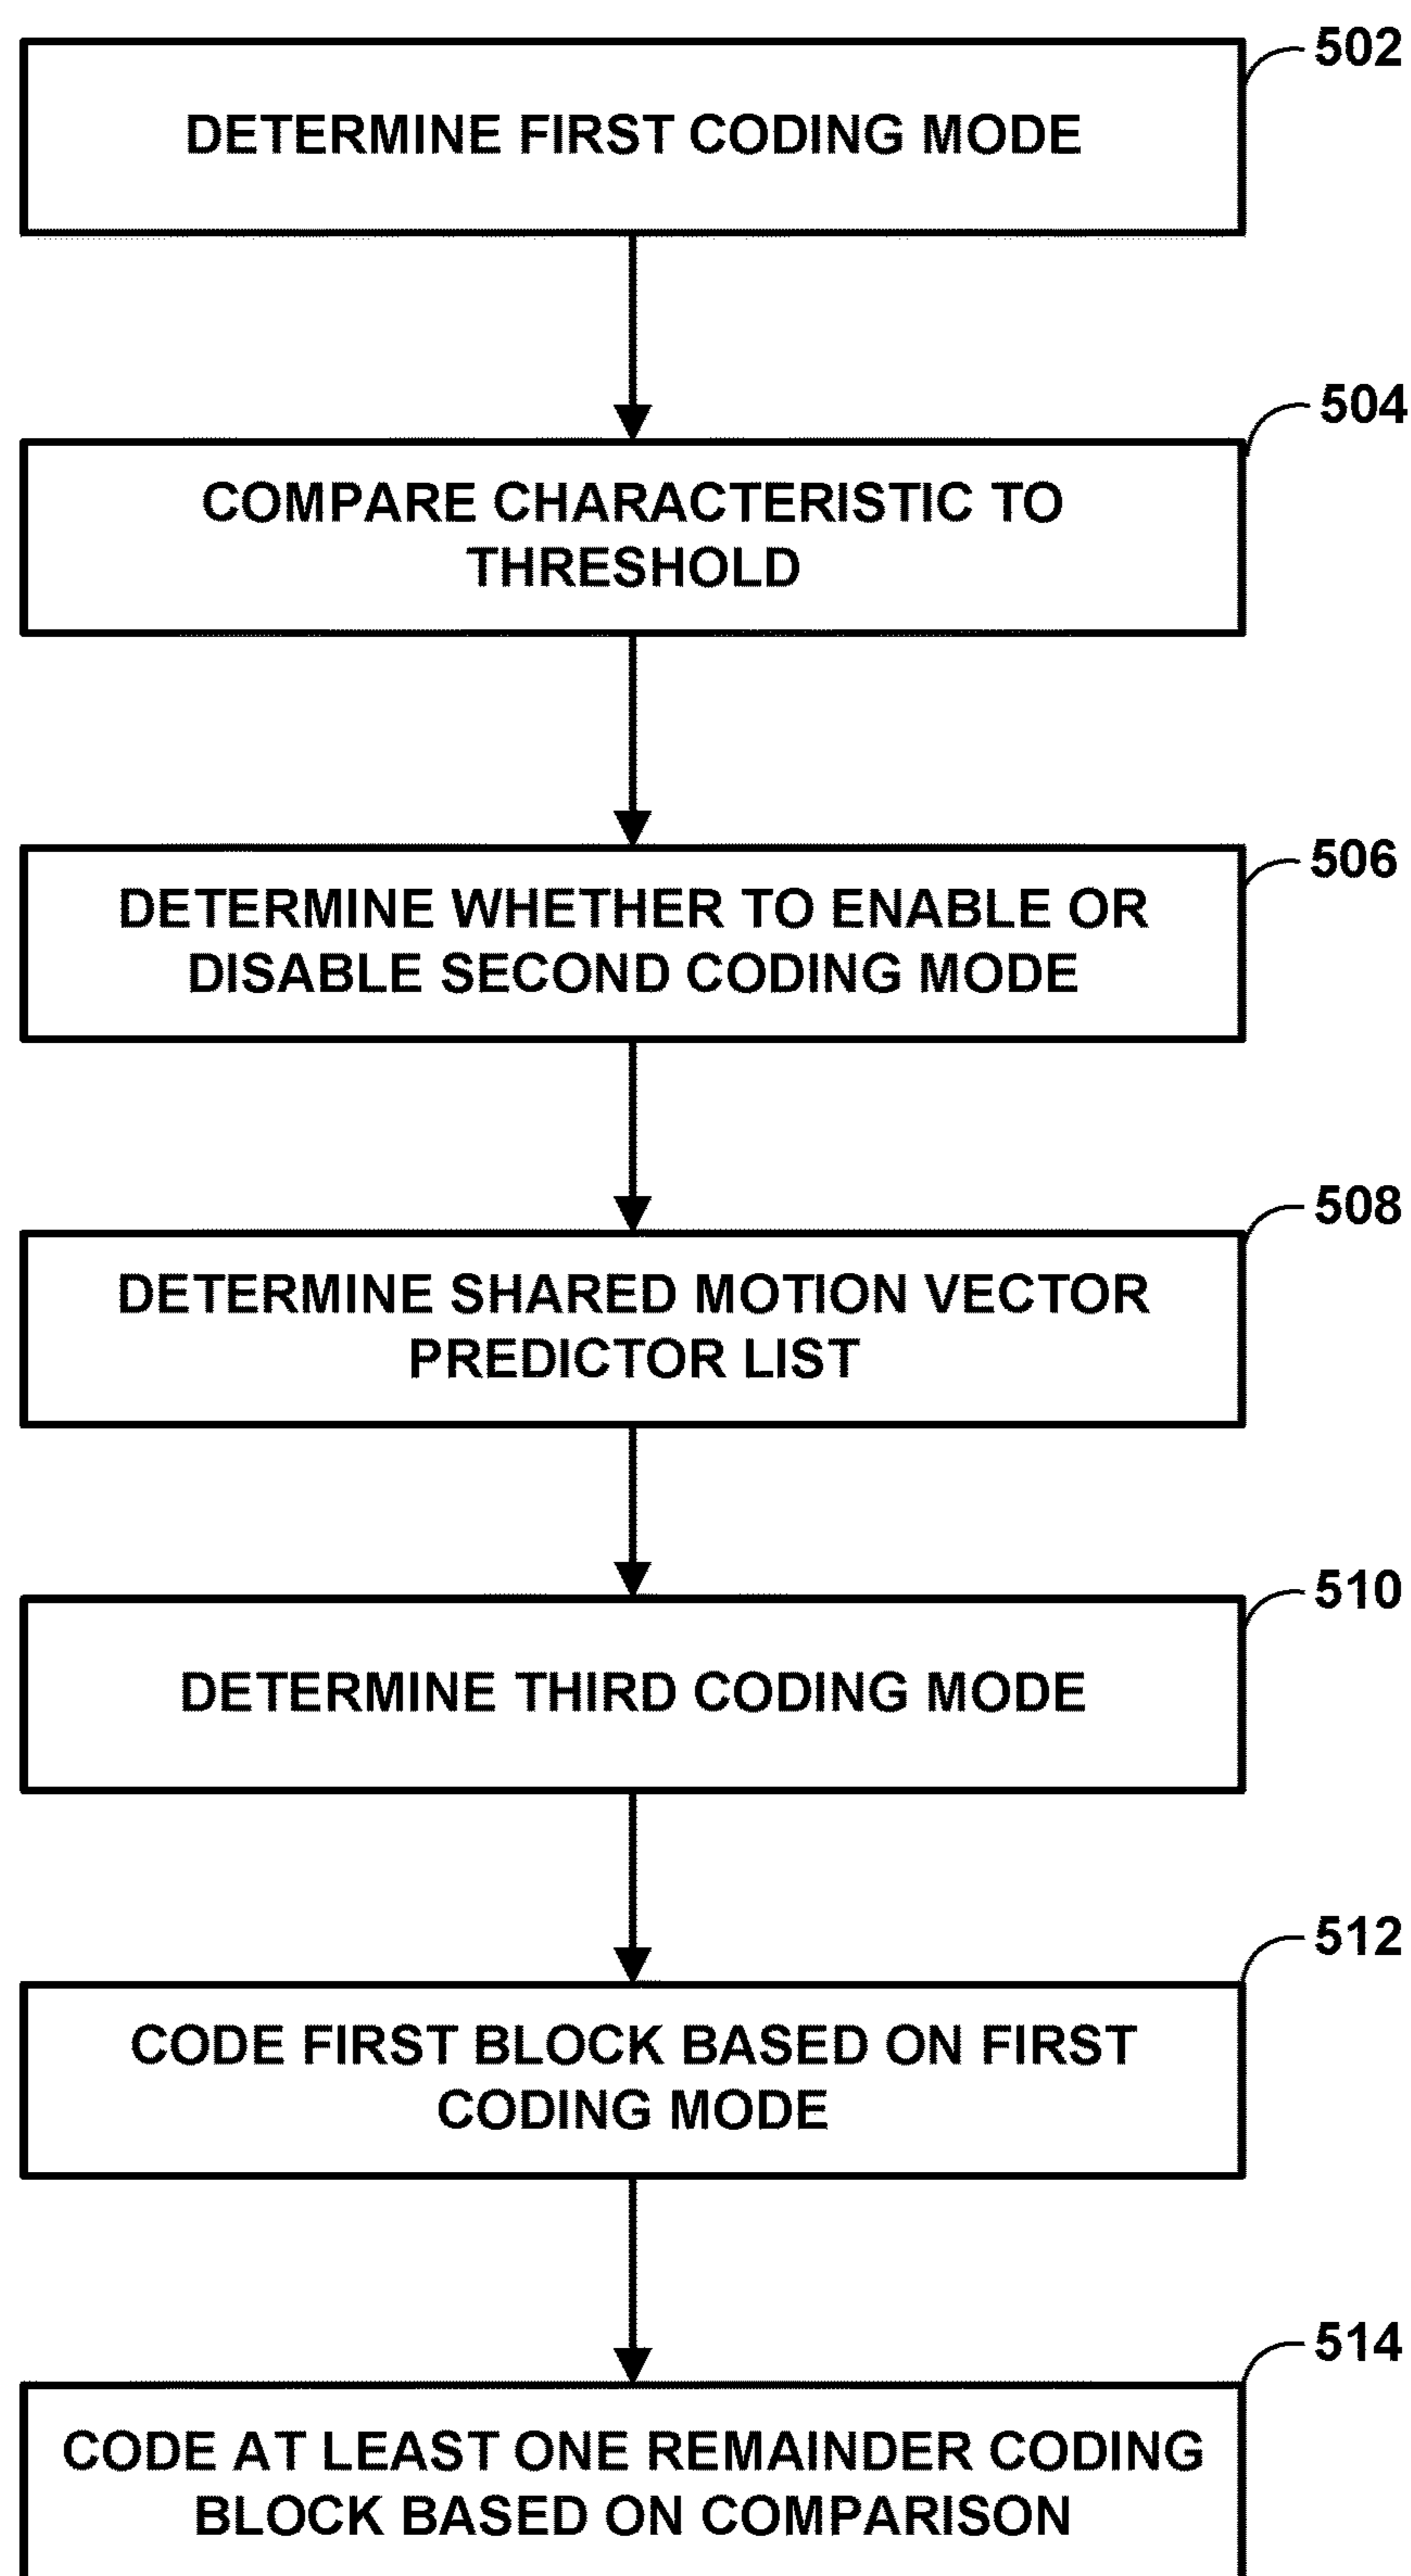 502
DETERMINE FIRST CODING MODE
504
COMPARE CHARACTERISTIC TO
THRESHOLD
506
DETERMINE WHETHER TO ENABLE OR
DISABLE SECOND CODING MODE
508
DETERMINE SHARED MOTION VECTOR
PREDICTOR LIST
510
DETERMINE THIRD CODING MODE
512
CODE FIRST BLOCK BASED ON FIRST
CODING MODE
514
CODE AT LEAST ONE REMAINDER CODING
BLOCK BASED ON COMPARISON